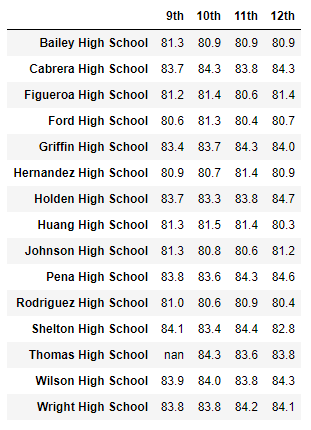 9th 10th 11th 12th
Bailey High School 81.3 80.9 80.9 80.9
Cabrera High School 83.7 84.3 83.8 84.3
Figueroa High School 81.2 81.4 80.6 81.4
Ford High School 80.6 81.3 80.4 80.7
Griffin High School 83.4 83.7 84.3 84.0
Hernandez High School 80.9 80.7 81.4 80.9
Holden High School 83.7 83.3 83.8 84.7
Huang High School 81.3 81.5 81.4 80.3
Johnson High School 81.3 80.8 80.6 81.2
Pena High School 83.8 83.6 84.3 84.6
Rodriguez High School 81.0 80.6 80.9 80.4
Shelton High School 84.1 83.4 84.4 82.8
Thomas High School nan 84.3 83.6 83.8
Wilson High School 83.9 84.0 83.8 84.3
Wright High School 83.8 83.8 84.2 84.1